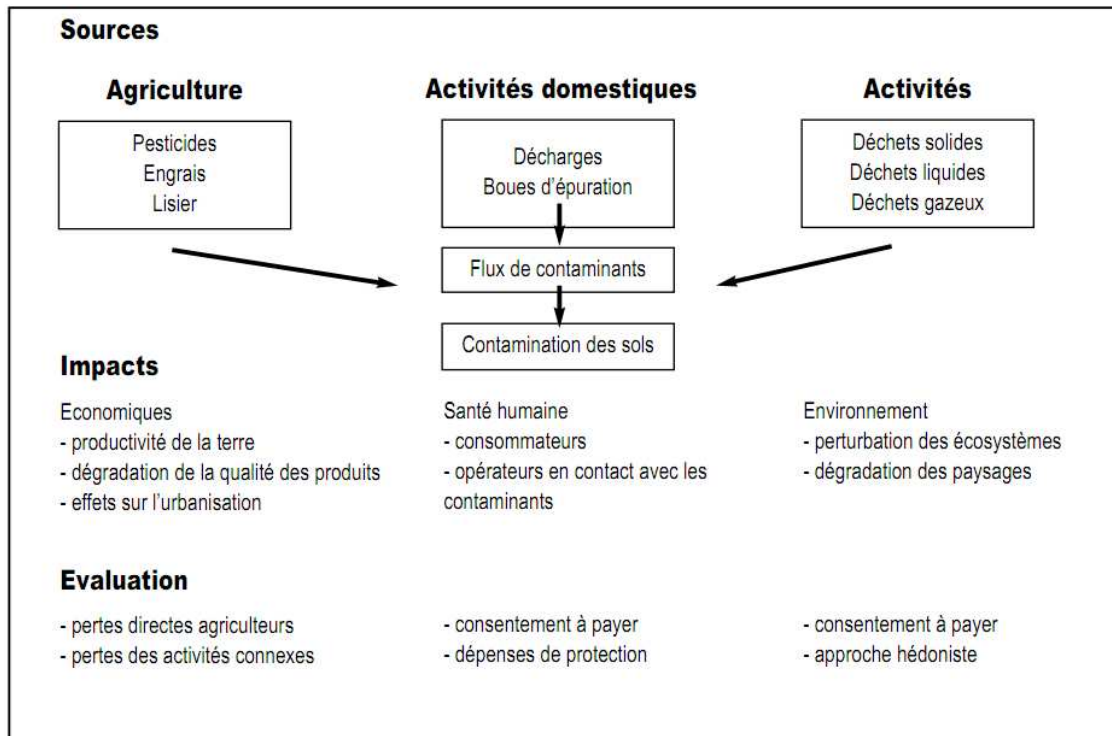 Sources
Agriculture
Activités domestiques
Activités
Pesticides
Engrais
Lisier
Décharges
Boues d'épuration
Déchets solides
Déchets liquides
Déchets gazeux
Flux de contaminants
Contamination des sols
Impacts
Economiques
- productivité de la terre
- dégradation de la qualité des produits
- effets sur l'urbanisation
Santé humaine
- consommateurs
- opérateurs en contact avec les
contaminants
Environnement
- perturbation des écosystèmes
- dégradation des paysages
Evaluation
- pertes directes agriculteurs
- pertes des activités connexes
- consentement à payer
- dépenses de protection
- consentement à payer
- approche hédoniste